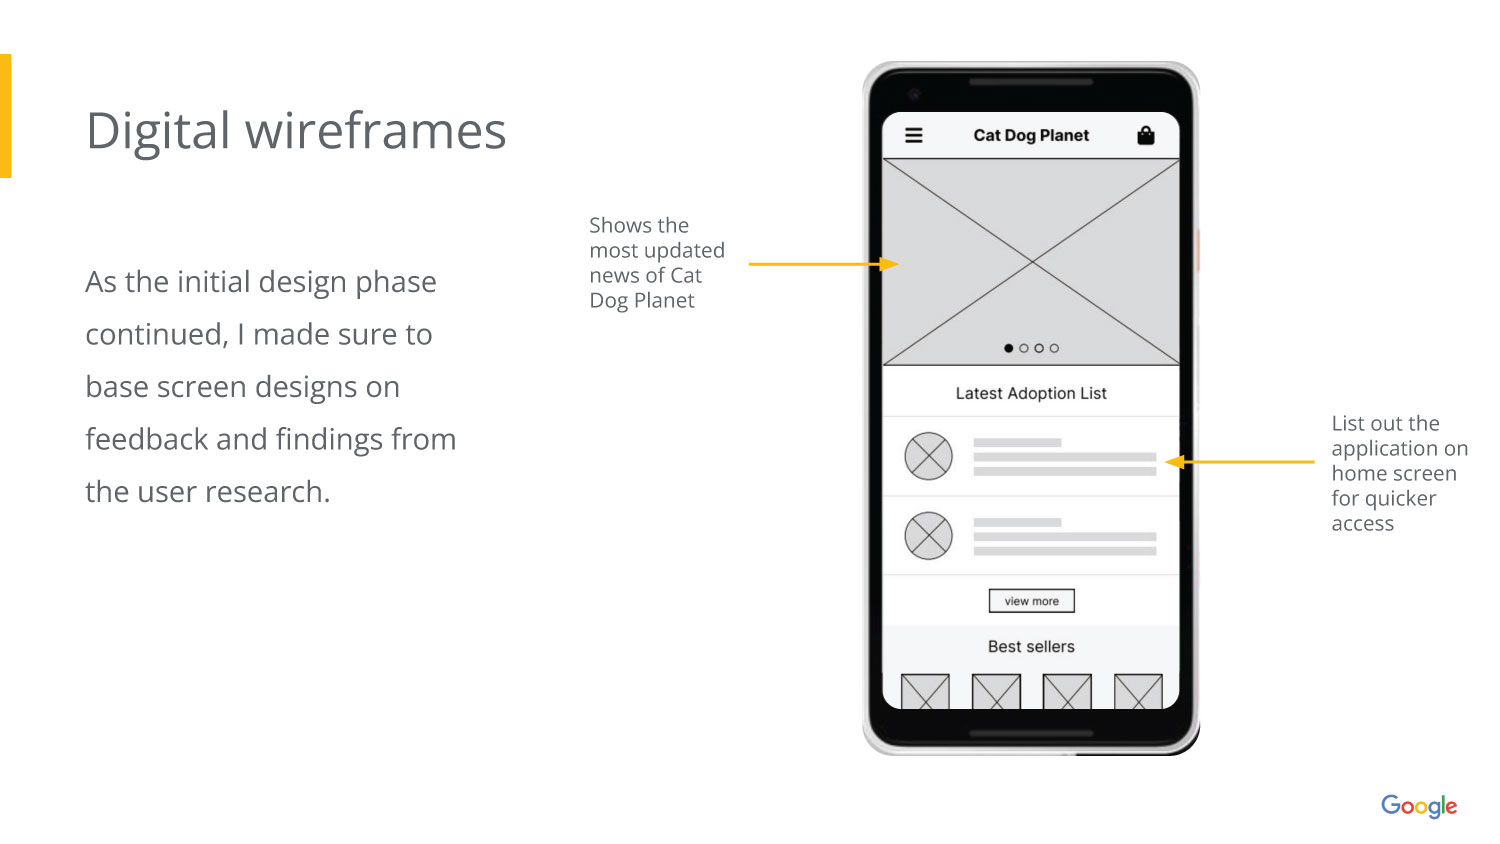 Digital wireframes
As the initial design phase
continued, I made sure to
base screen designs on
feedback and findings from
the user research.
Shows the
most updated
news of Cat
Dog Planet
Cat Dog Planet
Latest Adoption List
view more
Best sellers
List out the
application on
home screen
for quicker
access
Google